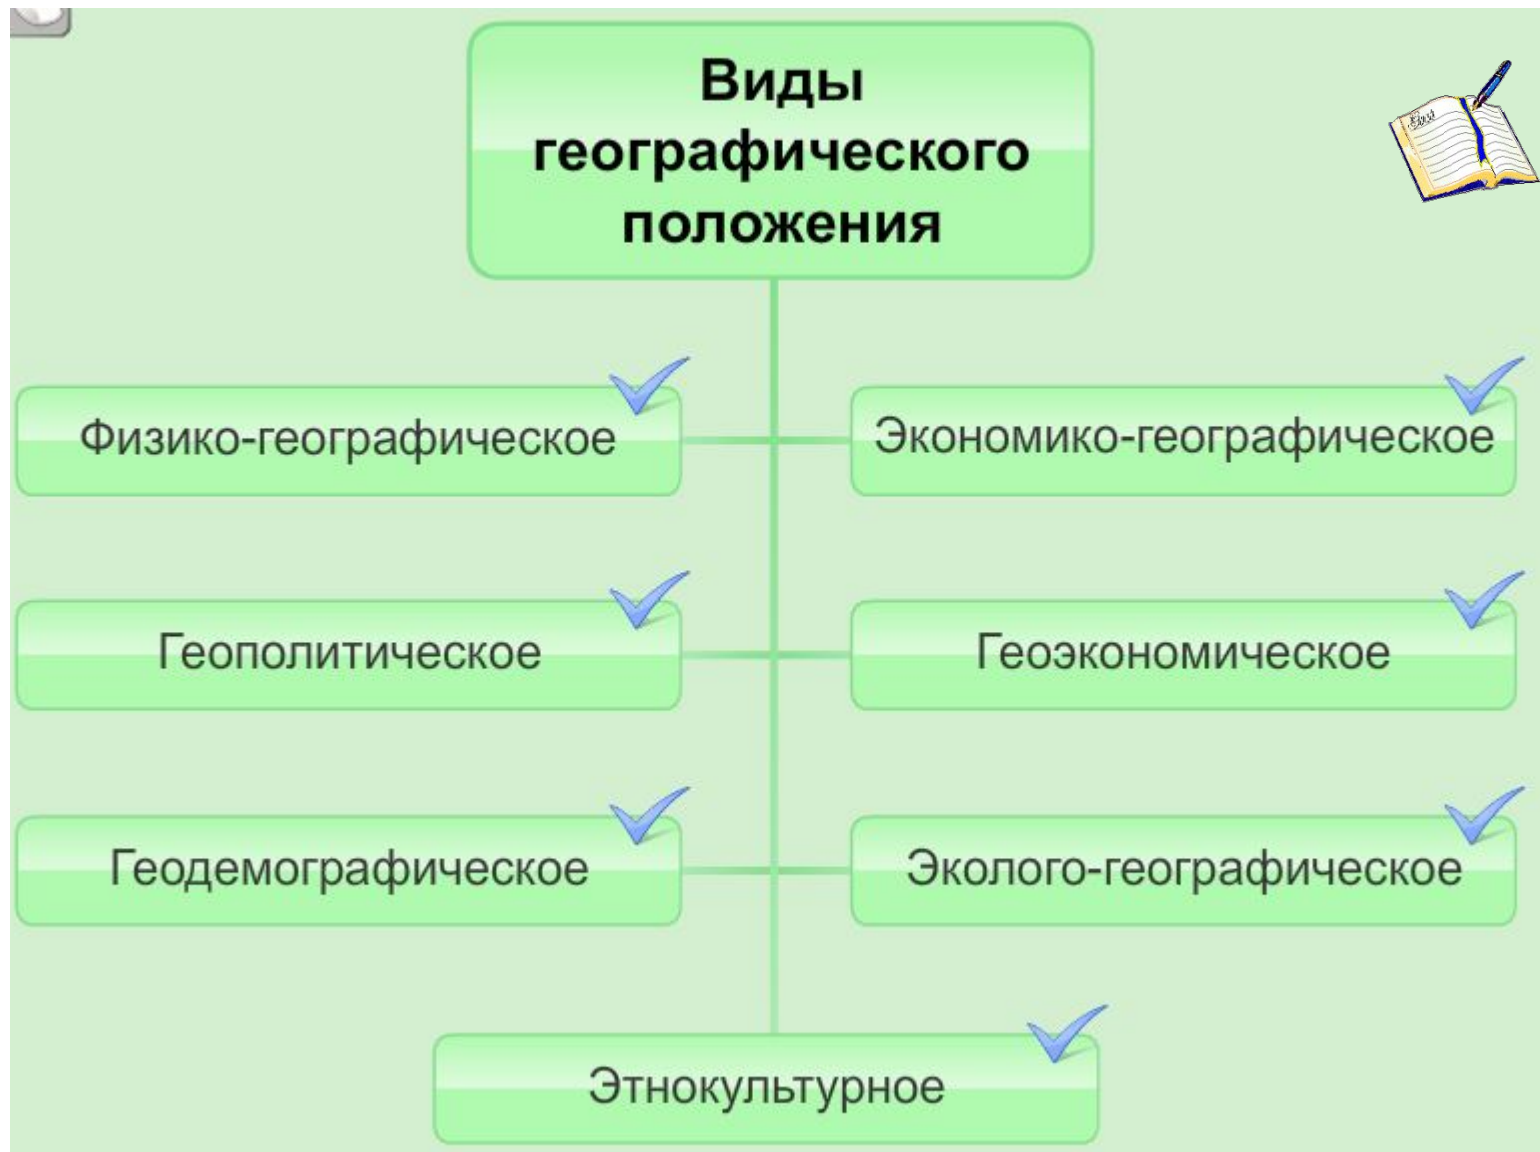 Виды
географического
положения
Физико-географическое
Экономико-географическое
Геополитическое
Геоэкономическое
Геодемографическое
Эколого-географическое
Этнокультурное